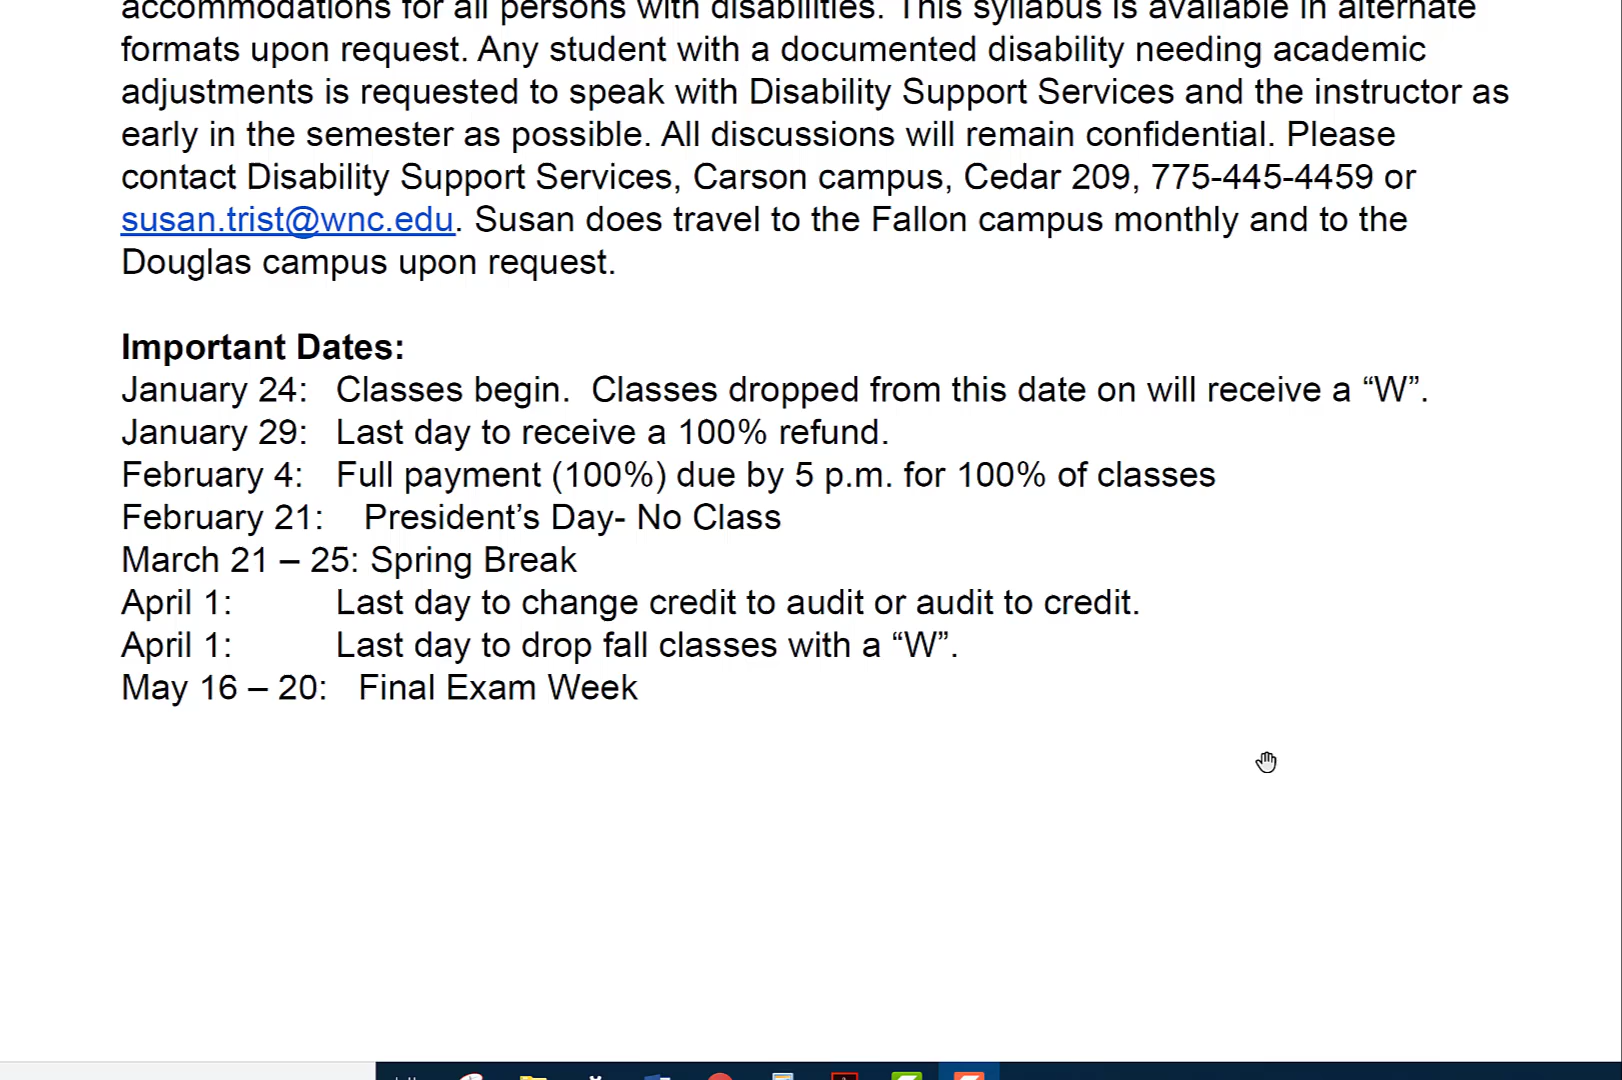 accommodations for all persons with disabilities. This syllabus is available in alternate
formats upon request. Any student with a documented disability needing academic
adjustments is requested to speak with Disability Support Services and the instructor as
early in the semester as possible. All discussions will remain confidential. Please
contact Disability Support Services, Carson campus, Cedar 209, 775-445-4459 or
susan.trist@wnc.edu. Susan does travel to the Fallon campus monthly and to the
Douglas campus upon request.
Important Dates:
January 24: Classes begin. Classes dropped from this date on will receive a “W”.
January 29: Last day to receive a 100% refund.
February 4: Full payment (100%) due by 5 p.m. for 100% of classes
February 21: President’s Day- No Class
March 21 – 25: Spring Break
April 1: Last day to change credit to audit or audit to credit.
April 1: Last day to drop fall classes with a “W”.
May 16 – 20: Final Exam Week